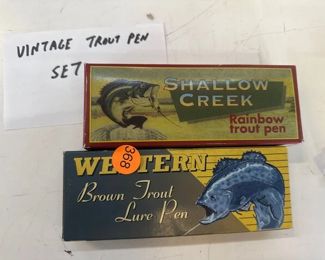 VINTAGE TROUT PEN
SET
SHALLOW
CREEK
Rainbow
trout pen
368
WESTERN
Brown Trout
Lure Pen